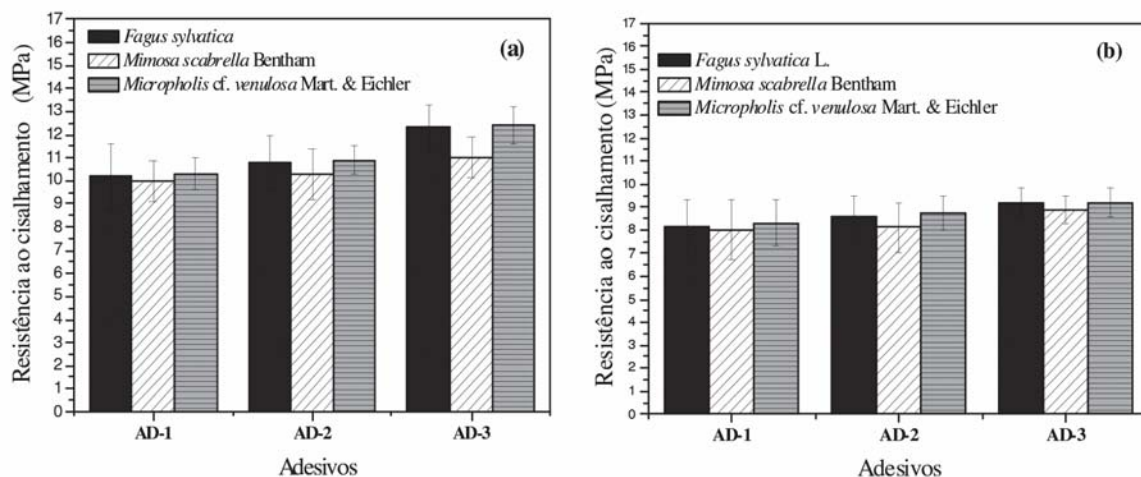 Resistência ao cisalhamento (MPa)
17
16
15
14
13
12
11
10
9
8
7
6
5
4
3
2
1
0
Fagus sylvatica
Mimosa scabrella Bentham
Micropholis cf. venulosa Mart. & Eichler
(a)
AD-1 AD-2 AD-3
Adesivos
Resistência ao cisalhamento (MPa)
17
16
15
14
13
12
11
10
9
8
7
6
5
4
3
2
1
0
Fagus sylvatica L.
Mimosa scabrella Bentham
Micropholis cf. venulosa Mart. & Eichler
(b)
AD-1 AD-2 AD-3
Adesivos